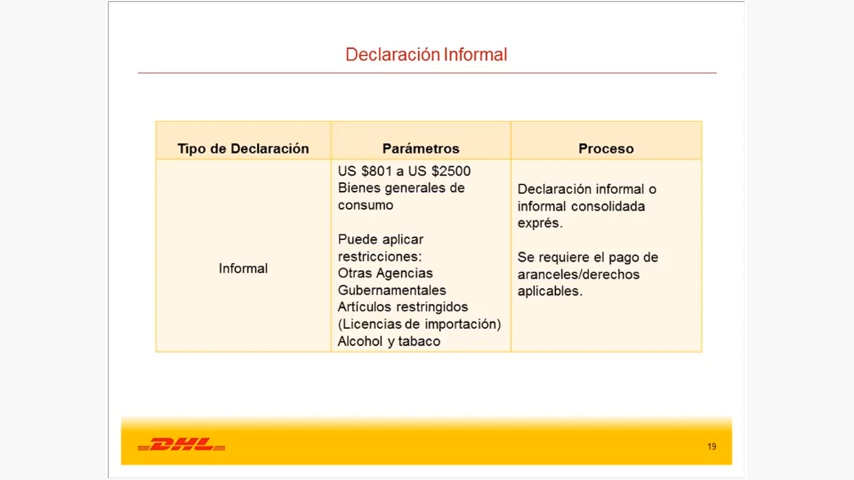 Declaración Informal
Tipo de Declaración
Parámetros
Proceso
Informal
US $801 a US $2500
Bienes generales de
consumo
Puede aplicar
restricciones:
Otras Agencias
Gubernamentales
Artículos restringidos
(Licencias de importación)
Alcohol y tabaco
Declaración informal o
informal consolidada
exprés.
Se requiere el pago de
aranceles/derechos
aplicables.
DHL
19